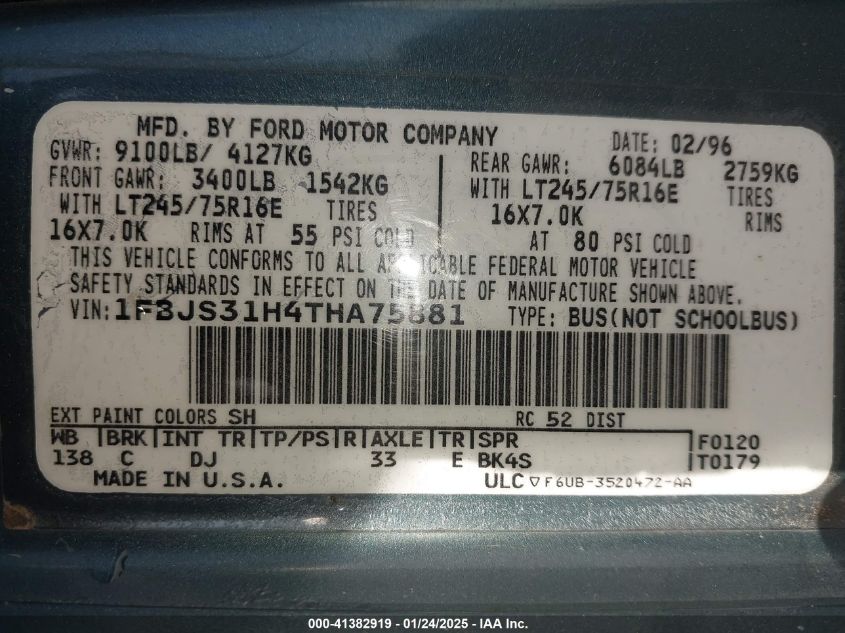 MFD. BY FORD MOTOR COMPANY
DATE: 02/96
GVWR: 9100LB/ 4127KG
FRONT GAWR: 3400LB 1542KG
WITH LT245/75R16E TIRES
16X7.0K RIMS AT 55 PSI COLD
REAR GAWR: 6084LB 2759KG
WITH LT245/75R16E TIRES
16X7.0K RIMS
AT 80 PSI COLD
THIS VEHICLE CONFORMS TO ALL APPLICABLE FEDERAL MOTOR VEHICLE
SAFETY STANDARDS IN EFFECT ON THE DATE OF MANUFACTURE SHOWN ABOVE.
VIN: 1FBJS31H4THA75881 TYPE: BUS(NOT SCHOOLBUS)
EXT PAINT COLORS SH RC 52 DIST
WB |BRK|INT TR|TP/PS|R|AXLE|TR|SPR |F0120
138 C DJ 33 E BK4S |T0179
MADE IN U.S.A. ULC ▽ F6UB-3520472-AA
000-41382919 - 01/24/2025 - IAA Inc.